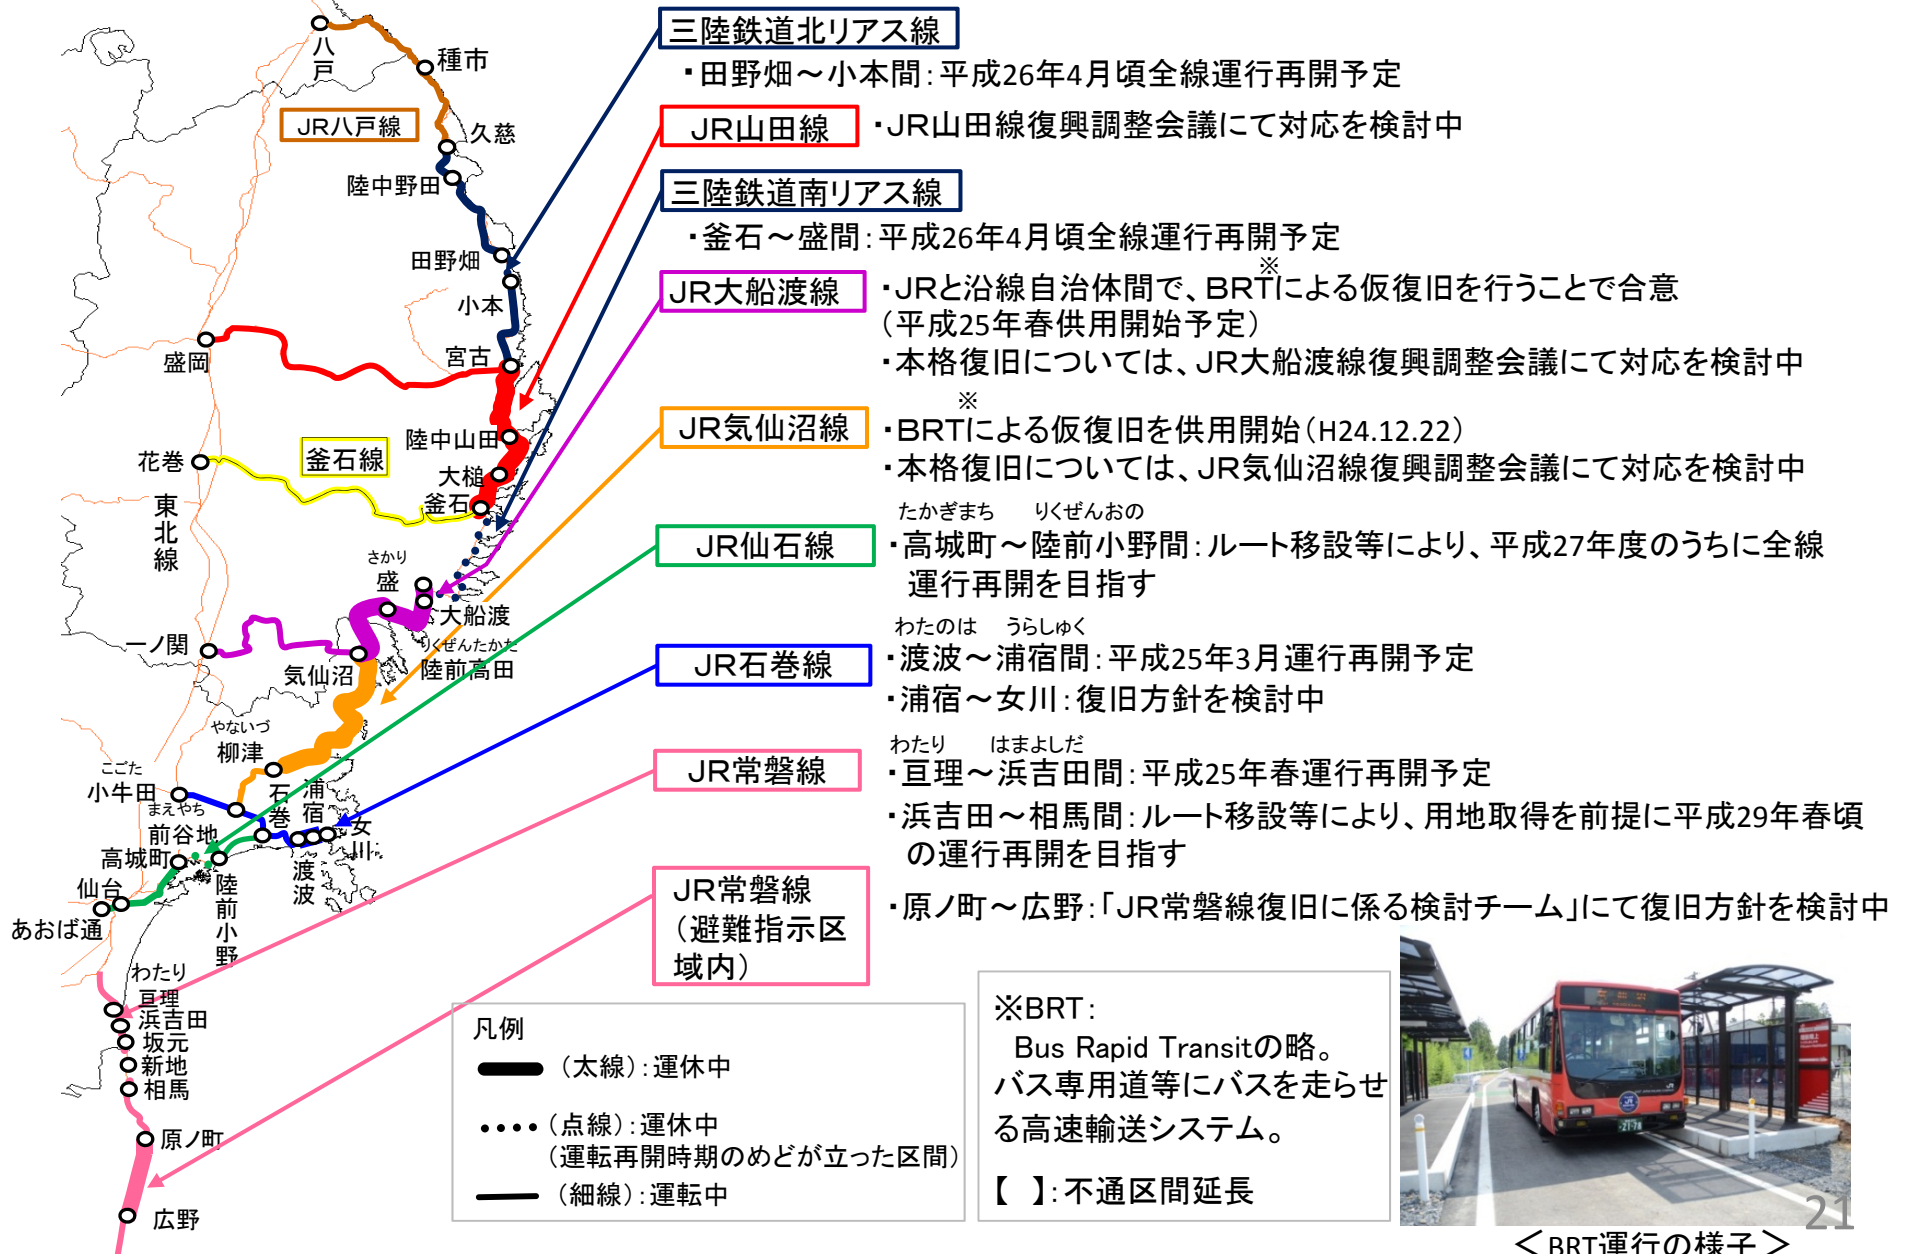 八戸
種市
JR八戸線
久慈
陸中野田
田野畑
小本
盛岡
宮古
陸中山田
花巻
釜石線
大槌
釜石
東北線
さかり
盛
大船渡
りくぜんたかた
陸前高田
一ノ関
気仙沼
やないづ
柳津
こごた
小牛田
まえやち
前谷地
石巻
浦宿
女川
渡波
高城町
陸前小野
仙台
あおば通
わたり
亘理
浜吉田
坂元
新地
相馬
原ノ町
広野
三陸鉄道北リアス線
・田野畑～小本間：平成26年4月頃全線運行再開予定
JR山田線
・JR山田線復興調整会議にて対応を検討中
三陸鉄道南リアス線
・釜石～盛間：平成26年4月頃全線運行再開予定
JR大船渡線
※
・JRと沿線自治体間で、BRTによる仮復旧を行うことで合意
（平成25年春供用開始予定）
・本格復旧については、JR大船渡線復興調整会議にて対応を検討中
JR気仙沼線
※
・BRTによる仮復旧を供用開始（H24.12.22）
・本格復旧については、JR気仙沼線復興調整会議にて対応を検討中
JR仙石線
たかぎまち　りくぜんおの
・高城町～陸前小野間：ルート移設等により、平成27年度のうちに全線
運行再開を目指す
JR石巻線
わたのは　うらしゅく
・渡波～浦宿間：平成25年3月運行再開予定
・浦宿～女川：復旧方針を検討中
JR常磐線
わたり　はまよしだ
・亘理～浜吉田間：平成25年春運行再開予定
・浜吉田～相馬間：ルート移設等により、用地取得を前提に平成29年春頃
の運行再開を目指す
JR常磐線
（避難指示区
域内）
・原ノ町～広野：「JR常磐線復旧に係る検討チーム」にて復旧方針を検討中
凡例
（太線）：運休中
（点線）：運休中
（運転再開時期のめどが立った区間）
（細線）：運転中
※BRT：
Bus Rapid Transitの略。
バス専用道等にバスを走らせ
る高速輸送システム。
【　】：不通区間延長
21
＜BRT運行の様子＞